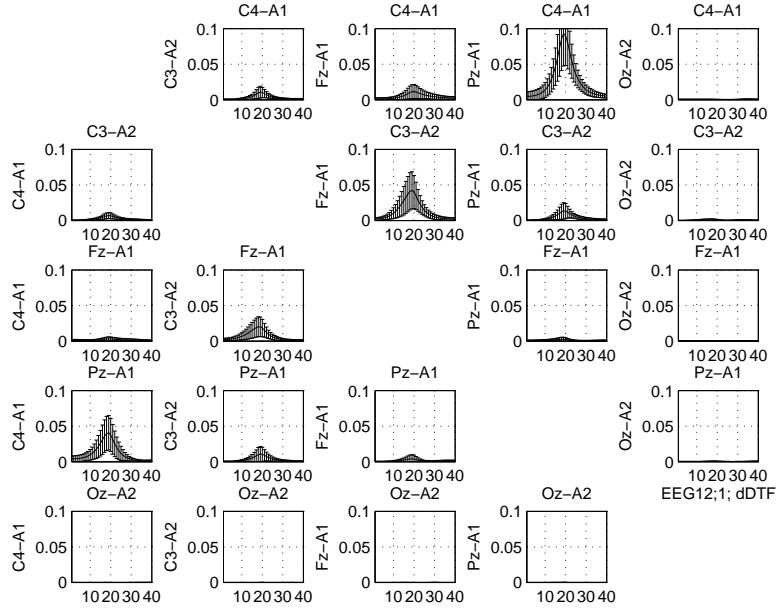 C4−A1 C4−A1 C4−A1 C4−A1
0.1 0.1 0.1 0.1
C3−A2 Fz−A1 Pz−A1 Oz−A2
0.05 0.05 0.05 0.05
0 0 0 0
10 20 30 40 10 20 30 40 10 20 30 40 10 20 30 40
C3−A2 C3−A2 C3−A2 C3−A2
0.1 0.1 0.1 0.1
C4−A1 Fz−A1 Pz−A1 Oz−A2
0.05 0.05 0.05 0.05
0 0 0 0
10 20 30 40 10 20 30 40 10 20 30 40 10 20 30 40
Fz−A1 Fz−A1 Fz−A1 Fz−A1
0.1 0.1 0.1 0.1
C4−A1 C3−A2 Pz−A1 Oz−A2
0.05 0.05 0.05 0.05
0 0 0 0
10 20 30 40 10 20 30 40 10 20 30 40 10 20 30 40
Pz−A1 Pz−A1 Pz−A1 Pz−A1
0.1 0.1 0.1 0.1
C4−A1 C3−A2 Fz−A1 Oz−A2
0.05 0.05 0.05 0.05
0 0 0 0
10 20 30 40 10 20 30 40 10 20 30 40 10 20 30 40
Oz−A2 Oz−A2 Oz−A2 Oz−A2 EEG12;1; dDTF
0.1 0.1 0.1 0.1
C4−A1 C3−A2 Fz−A1 Pz−A1
0.05 0.05 0.05 0.05
0 0 0 0
10 20 30 40 10 20 30 40 10 20 30 40 10 20 30 40